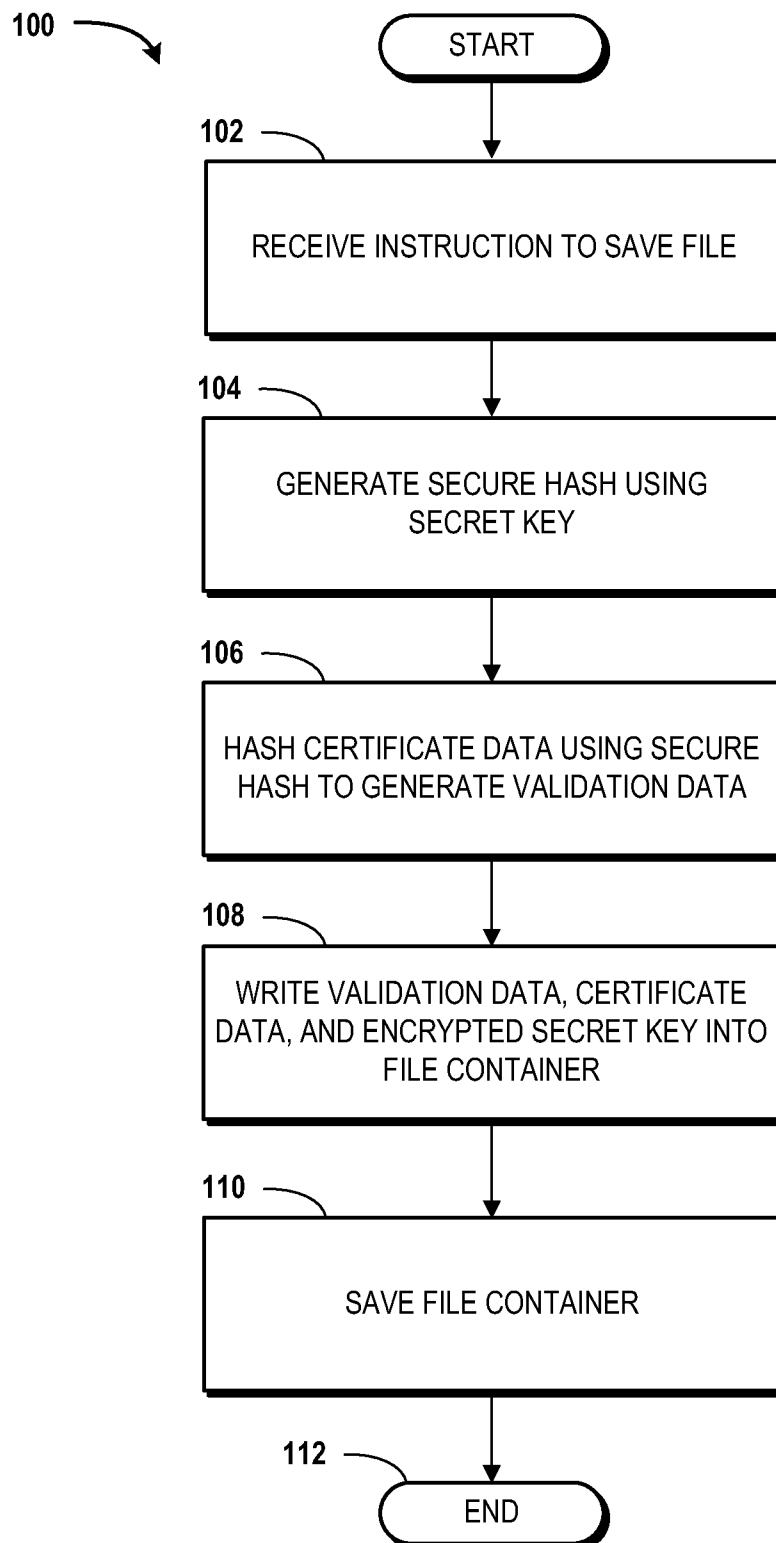 100
START
102
RECEIVE INSTRUCTION TO SAVE FILE
104
GENERATE SECURE HASH USING
SECRET KEY
106
HASH CERTIFICATE DATA USING SECURE
HASH TO GENERATE VALIDATION DATA
108
WRITE VALIDATION DATA, CERTIFICATE
DATA, AND ENCRYPTED SECRET KEY INTO
FILE CONTAINER
110
SAVE FILE CONTAINER
112
END